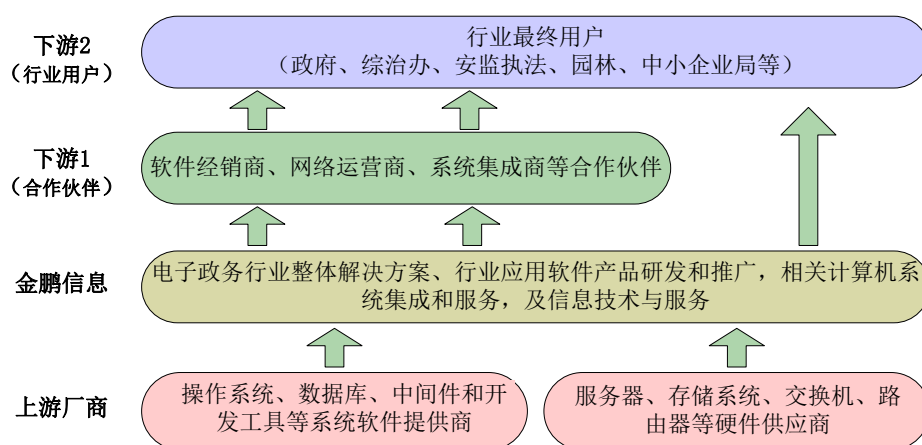 下游2
（行业用户）
行业最终用户
（政府、综治办、安监执法、园林、中小企业局等）
下游1
（合作伙伴）
软件经销商、网络运营商、系统集成商等合作伙伴
金鹏信息
电子政务行业整体解决方案、行业应用软件产品研发和推广，相关计算机系
统集成和服务，及信息技术与服务
上游厂商
操作系统、数据库、中间件和开
发工具等系统软件提供商
服务器、存储系统、交换机、路
由器等硬件供应商